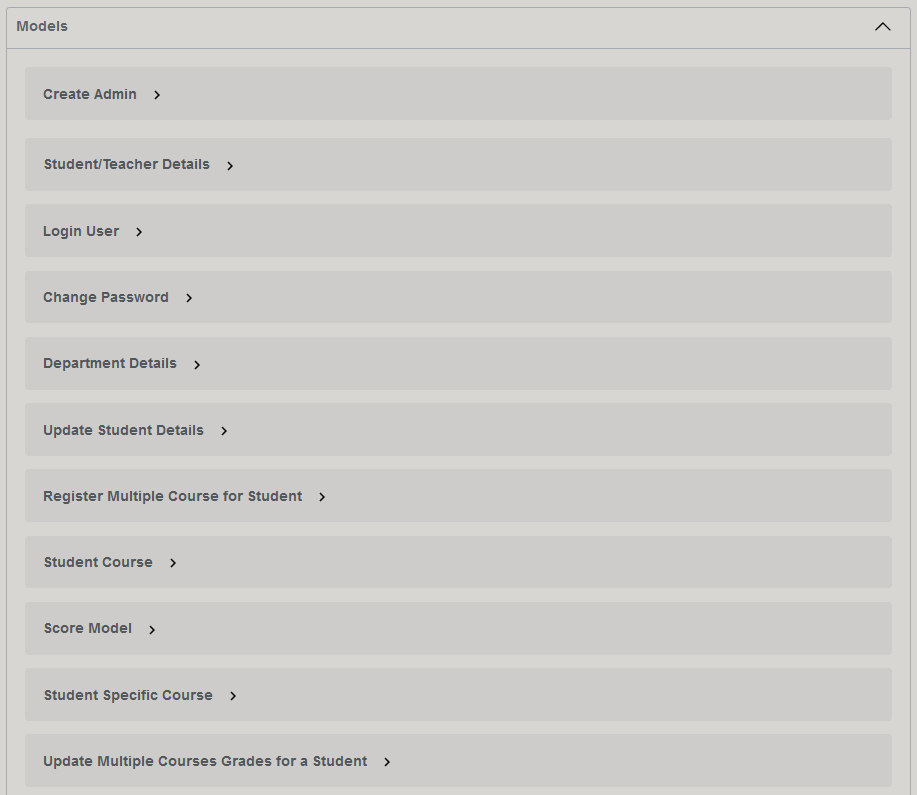 Models
Create Admin
Student/Teacher Details
Login User
Change Password
Department Details
Update Student Details
Register Multiple Course for Student
Student Course
Score Model
Student Specific Course
Update Multiple Courses Grades for a Student